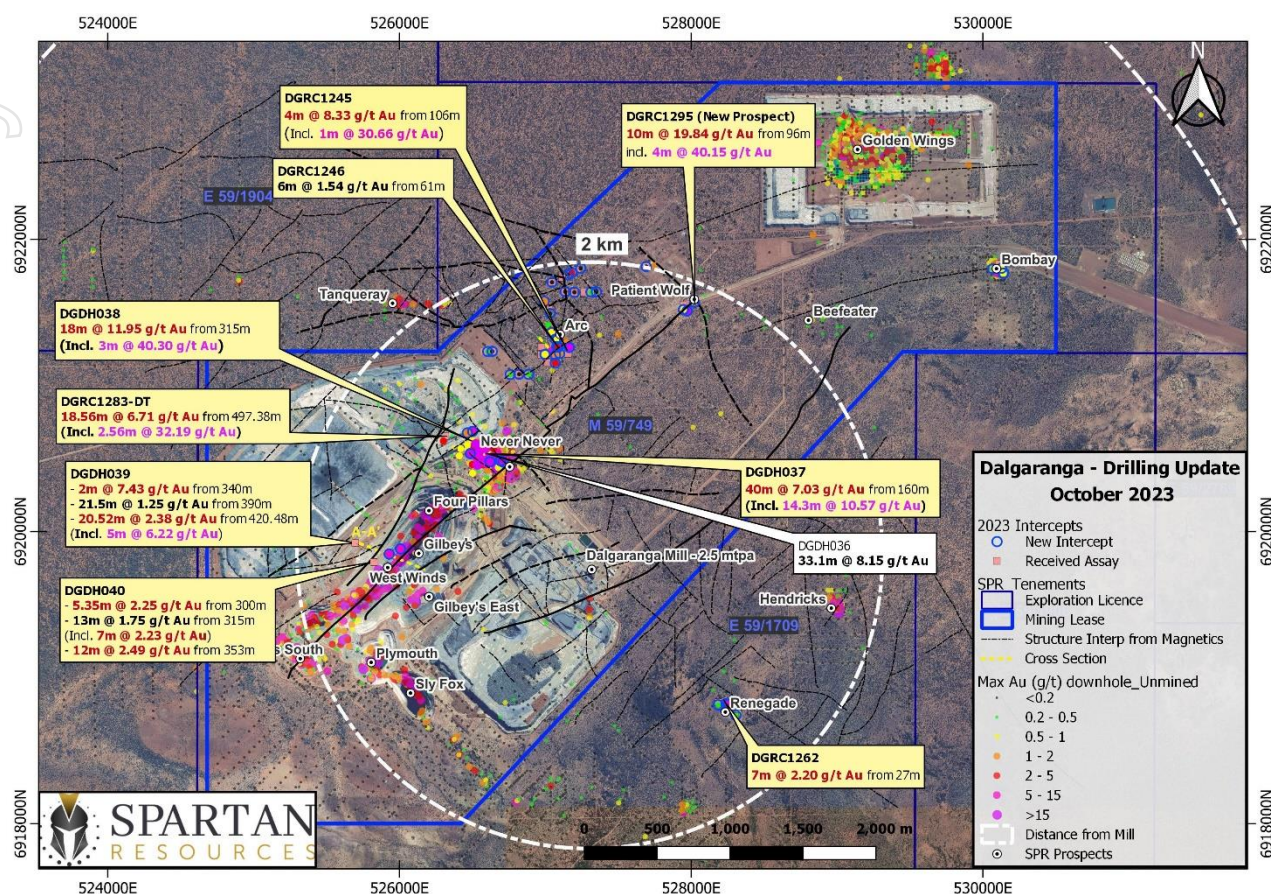 524000E
526000E
528000E
530000E
N
DGRC1245
4m @ 8.33 g/t Au from 106m
(Incl. 1m @ 30.66 g/t Au)
DGRC1295 (New Prospect)
10m @ 19.84 g/t Au from 96m
incl. 4m @ 40.15 g/t Au
Golden Wings
DGRC1246
6m @ 1.54 g/t Au from 61m
E 59/1904
6922000N
6922000N
2 km
Bombay
Tanqueray
Patient Wolf
Beefeater
Arc
DGDH038
18m @ 11.95 g/t Au from 315m
(Incl. 3m @ 40.30 g/t Au)
DGRC1283-DT
18.56m @ 6.71 g/t Au from 497.38m
(Incl. 2.56m @ 32.19 g/t Au)
M 59/749
Never Never
DGDH039
- 2m @ 7.43 g/t Au from 340m
- 21.5m @ 1.25 g/t Au from 390m
- 20.52m @ 2.38 g/t Au from 420.48m
(Incl. 5m @ 6.22 g/t Au)
DGDH037
40m @ 7.03 g/t Au from 160m
(Incl. 14.3m @ 10.57 g/t Au)
Four Pillars
A-A'
6920000N
6920000N
DGDH036
33.1m @ 8.15 g/t Au
Gilbey's
Dalgaranga Mill - 2.5 mtpa
West Winds
DGDH040
- 5.35m @ 2.25 g/t Au from 300m
- 13m @ 1.75 g/t Au from 315m
(Incl. 7m @ 2.23 g/t Au)
- 12m @ 2.49 g/t Au from 353m
Gilbey's East
Hendricks
E 59/1709
s South
Plymouth
Sly Fox
Renegade
DGRC1262
7m @ 2.20 g/t Au from 27m
Dalgaranga - Drilling Update
October 2023
2023 Intercepts
New Intercept
Received Assay
SPR Tenements
Exploration Licence
Mining Lease
Structure Interp from Magnetics
Cross Section
Max Au (g/t) downhole_Unmined
<0.2
0.2 - 0.5
0.5 - 1
1 - 2
2 - 5
5 - 15
>15
Distance from Mill
SPR Prospects
6918000N
6918000N
SPARTAN
RESOURCES
0 500 1,000 1,500 2,000 m
524000E
526000E
528000E
530000E